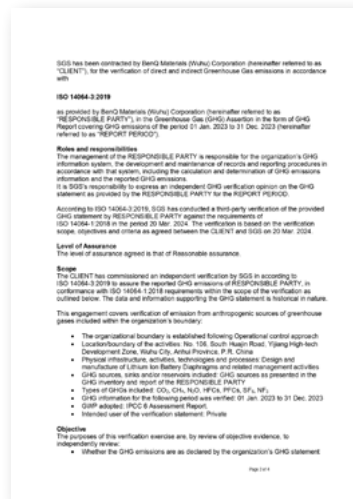 SGS has been contracted by BenQ Materials (Wuhu) Corporation (hereinafter referred to as
"CLIENT"), for the verification of direct and indirect Greenhouse Gas emissions in accordance
with
ISO 14064-3:2019
as provided by BenQ Materials (Wuhu) Corporation (hereinafter referred to as
"RESPONSIBLE PARTY"), in the Greenhouse Gas (GHG) Assertion in the form of GHG
Report covering GHG emissions of the period 01 Jan. 2023 to 31 Dec. 2023 (hereinafter
referred to as "REPORT PERIOD").
Roles and responsibilities
The management of the RESPONSIBLE PARTY is responsible for the organization's GHG
information system, the development and maintenance of records and reporting procedures in
accordance with that system, including the calculation and determination of GHG emissions
information and the reported GHG emissions.
It is SGS's responsibility to express an independent GHG verification opinion on the GHG
statement as provided by the RESPONSIBLE PARTY for the REPORT PERIOD.
According to ISO 14064-3:2019, SGS has conducted a third-party verification of the provided
GHG statement by RESPONSIBLE PARTY against the requirements of
ISO 14064-1:2018 in the period 20 Mar. 2024. The verification is based on the verification
scope, objectives and criteria as agreed between the CLIENT and SGS on 20 Mar. 2024.
Level of Assurance
The level of assurance agreed is that of Reasonable assurance.
Scope
The CLIENT has commissioned an independent verification by SGS in according to
ISO 14064-3:2019 to assure the reported GHG emissions of RESPONSIBLE PARTY, in
conformance with ISO 14064-1:2018 requirements within the scope of the verification as
outlined below. The data and information supporting the GHG statement is historical in nature.
This engagement covers verification of emission from anthropogenic sources of greenhouse
gases included within the organization's boundary:
• The organizational boundary is established following Operational control approach
• Location/boundary of the activities: No. 106, South Huajin Road, Yijiang High-tech
Development Zone, Wuhu City, Anhui Province, P.R. China
• Physical infrastructure, activities, technologies and processes: Design and
manufacture of Lithium Ion Battery Diaphragms and related management activities
• GHG sources, sinks and/or reservoirs included: GHG sources as presented in the
GHG inventory and report of the RESPONSIBLE PARTY
• Types of GHGs included: CO₂, CH₄, N₂O, HFCs, PFCs, SF₆, NF₃
• GHG information for the following period was verified: 01 Jan. 2023 to 31 Dec. 2023
• GWP adopted: IPCC 6 Assessment Report.
• Intended user of the verification statement: Private
Objective
The purposes of this verification exercise are, by review of objective evidence, to
independently review:
• Whether the GHG emissions are as declared by the organization's GHG statement